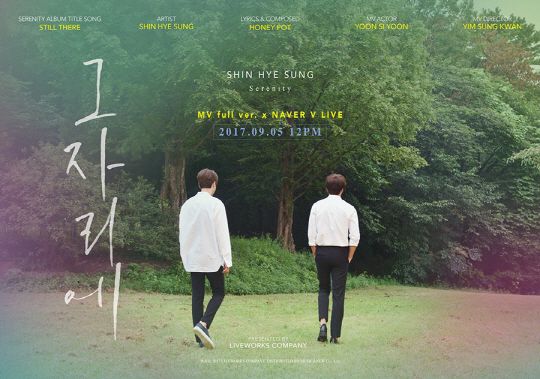 SERENITY ALBUM TITLE SONG
STILL THERE
ARTIST
SHIN HYE SUNG
LYRICS & COMPOSED
HONEY POT
MV ACTOR
YOON SI YOON
MV DIRECTOR
YIM SUNG KWAN
그자리에
SHIN HYE SUNG
Serenity
MV full ver. x NAVER V LIVE
2017.09.05 12PM
PRESENTED BY
LIVEWORKS COMPANY